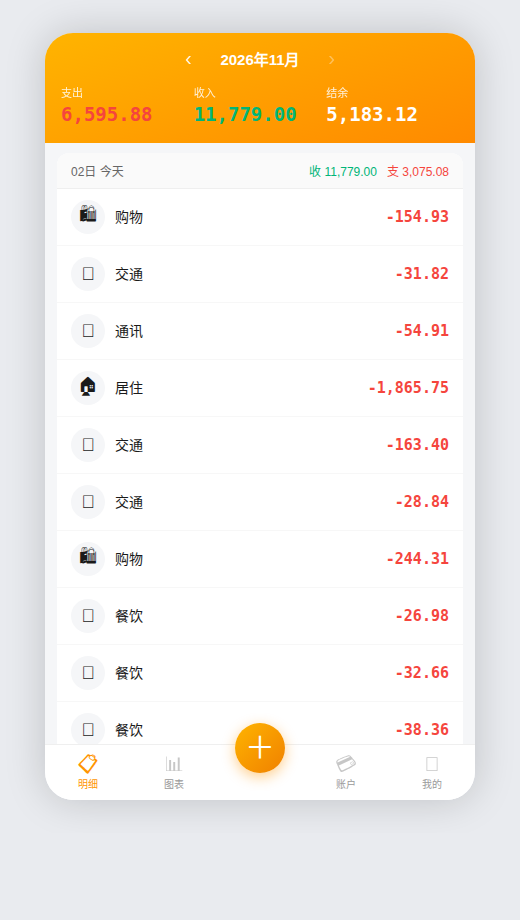 ‹ 2026年11月 ›
支出 收入 结余
6,595.88 11,779.00 5,183.12
02日 今天 收 11,779.00 支 3,075.08
购物 -154.93
交通 -31.82
通讯 -54.91
居住 -1,865.75
交通 -163.40
交通 -28.84
购物 -244.31
餐饮 -26.98
餐饮 -32.66
餐饮 -38.36
明细 图表 账户 我的